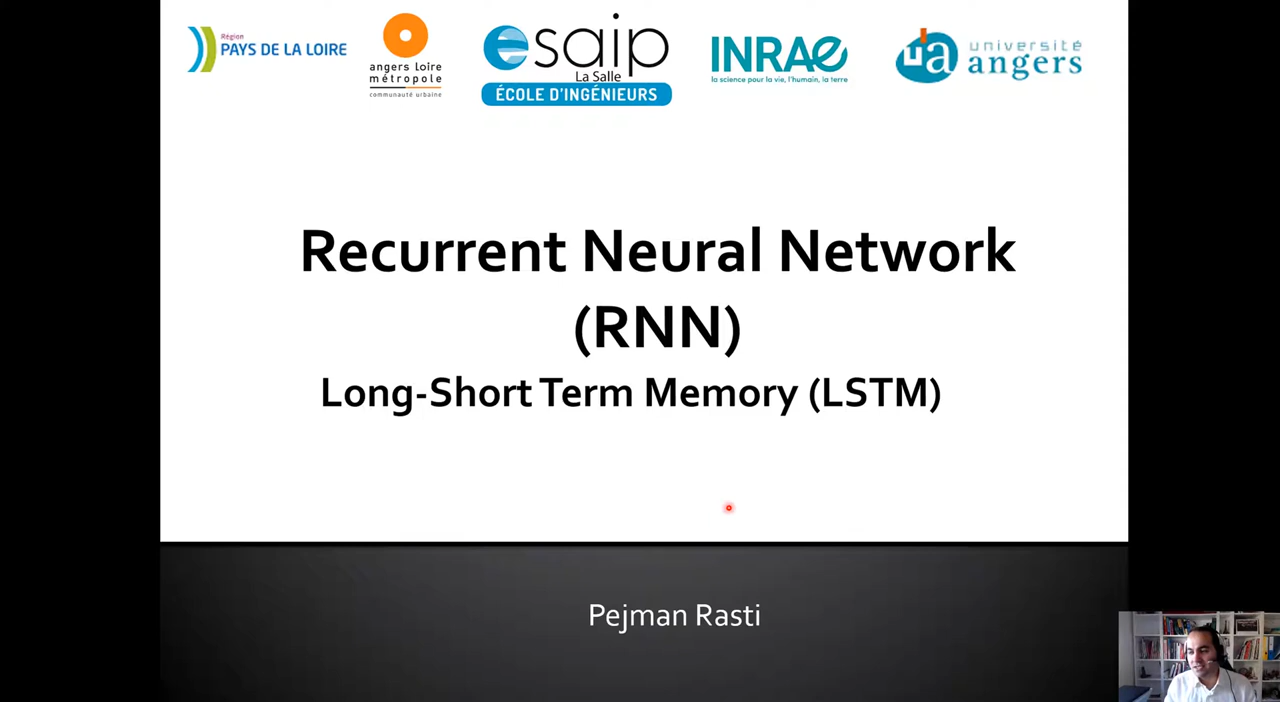 Région
PAYS DE LA LOIRE
angers Loire
métropole
communauté urbaine
esaip
La Salle
ÉCOLE D'INGÉNIEURS
INRAE
la science pour la vie, l'humain, la terre
ua
université
angers
Recurrent Neural Network
(RNN)
Long-Short Term Memory (LSTM)
Pejman Rasti